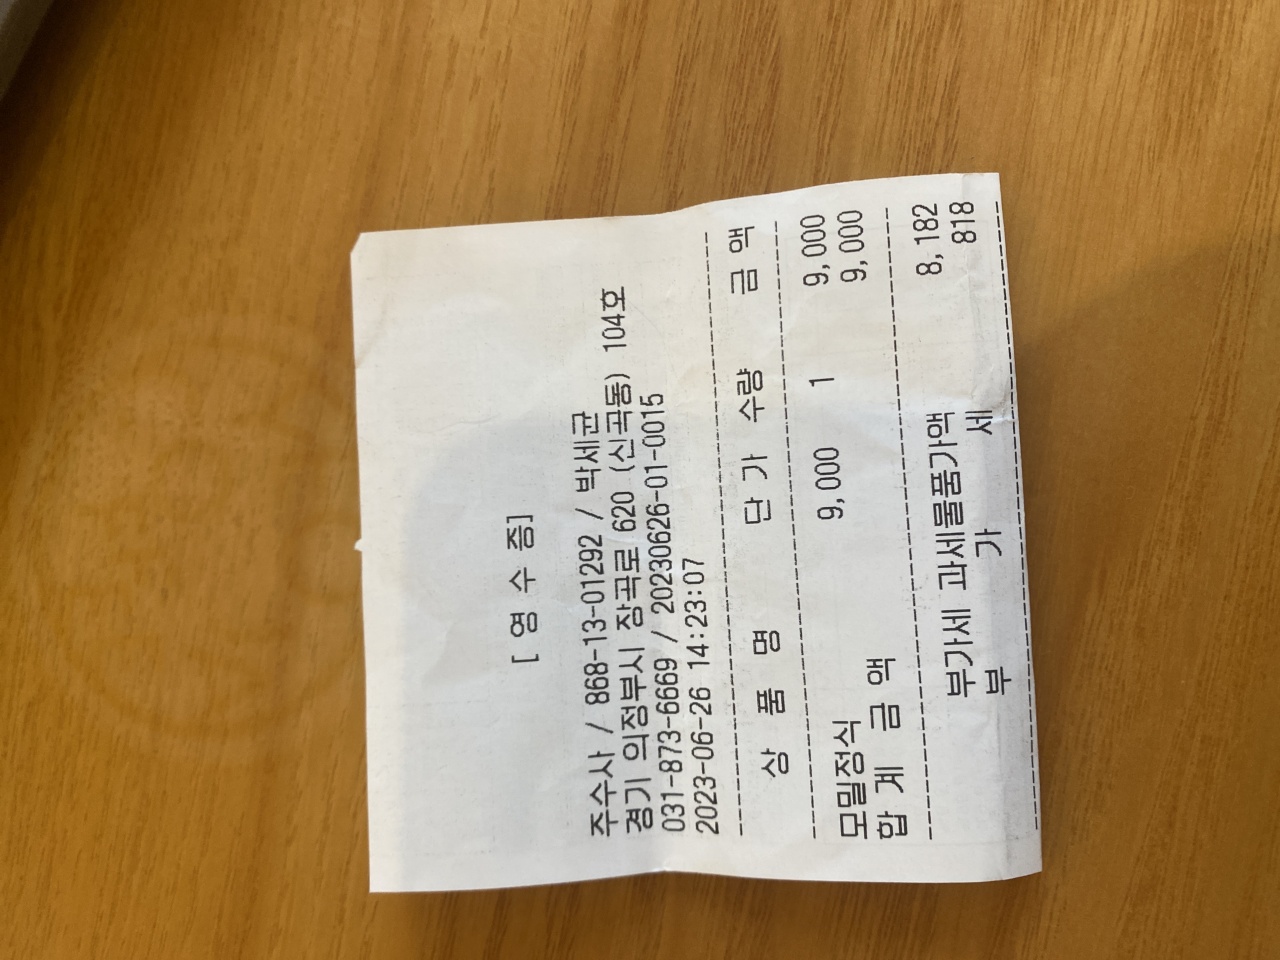 [ 영 수 증]
주수사 / 868-13-01292 / 박세균
경기 의정부시 장곡로 620 (신곡동) 104호
031-873-6669 / 20230626-01-0015
2023-06-26 14:23:07
상 품 명 단 가 수량 금 액
모밀정식 9,000 1 9,000
합 계 금 액 9,000
부가세 과세물품가액 8,182
부 가 세 818